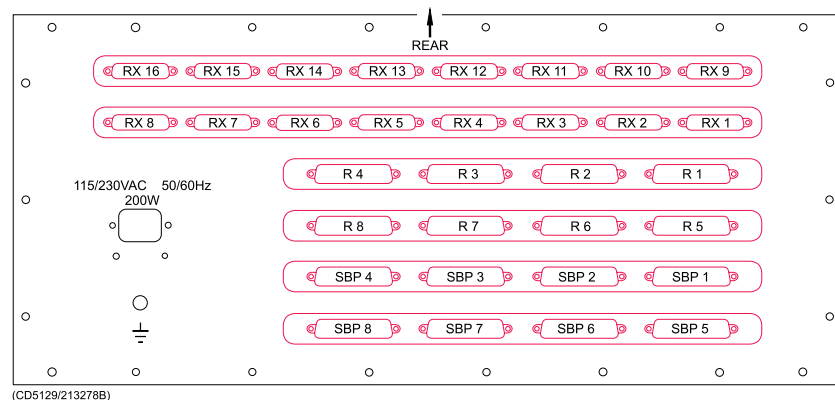 REAR
RX 16 RX 15 RX 14 RX 13 RX 12 RX 11 RX 10 RX 9
RX 8 RX 7 RX 6 RX 5 RX 4 RX 3 RX 2 RX 1
R 4 R 3 R 2 R 1
115/230VAC 50/60Hz
200W
R 8 R 7 R 6 R 5
SBP 4 SBP 3 SBP 2 SBP 1
SBP 8 SBP 7 SBP 6 SBP 5
(CD5129/213278B)